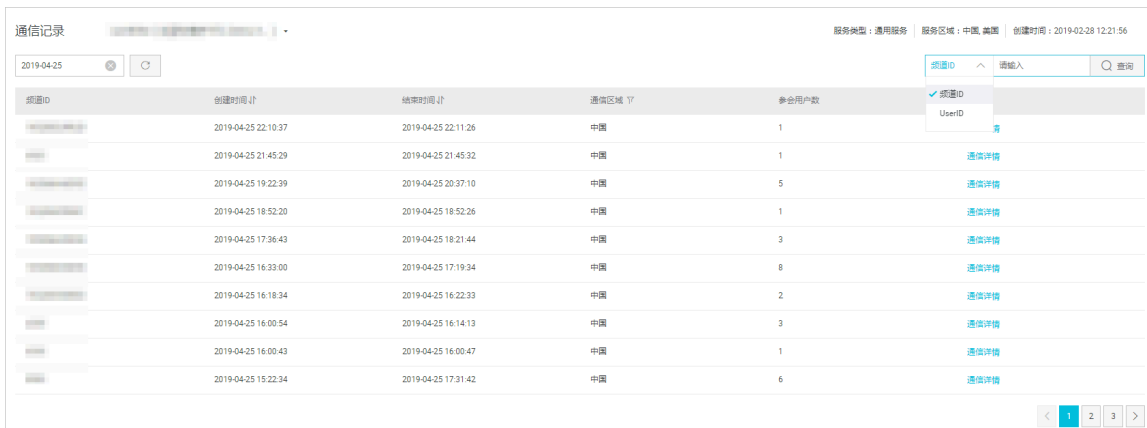 通信记录
服务类型：通用服务 服务区域：中国, 美国 创建时间：2019-02-28 12:21:56
2019-04-25 频道ID 请输入 查询
频道ID 创建时间 结束时间 通信区域 参会用户数
频道ID
UserID
2019-04-25 22:10:37 2019-04-25 22:11:26 中国 1 情
2019-04-25 21:45:29 2019-04-25 21:45:32 中国 1 通信详情
2019-04-25 19:22:39 2019-04-25 20:37:10 中国 5 通信详情
2019-04-25 18:52:20 2019-04-25 18:52:26 中国 1 通信详情
2019-04-25 17:36:43 2019-04-25 18:21:44 中国 3 通信详情
2019-04-25 16:33:00 2019-04-25 17:19:34 中国 8 通信详情
2019-04-25 16:18:34 2019-04-25 16:22:33 中国 2 通信详情
2019-04-25 16:00:54 2019-04-25 16:14:13 中国 3 通信详情
2019-04-25 16:00:43 2019-04-25 16:00:47 中国 1 通信详情
2019-04-25 15:22:34 2019-04-25 17:31:42 中国 6 通信详情
1 2 3